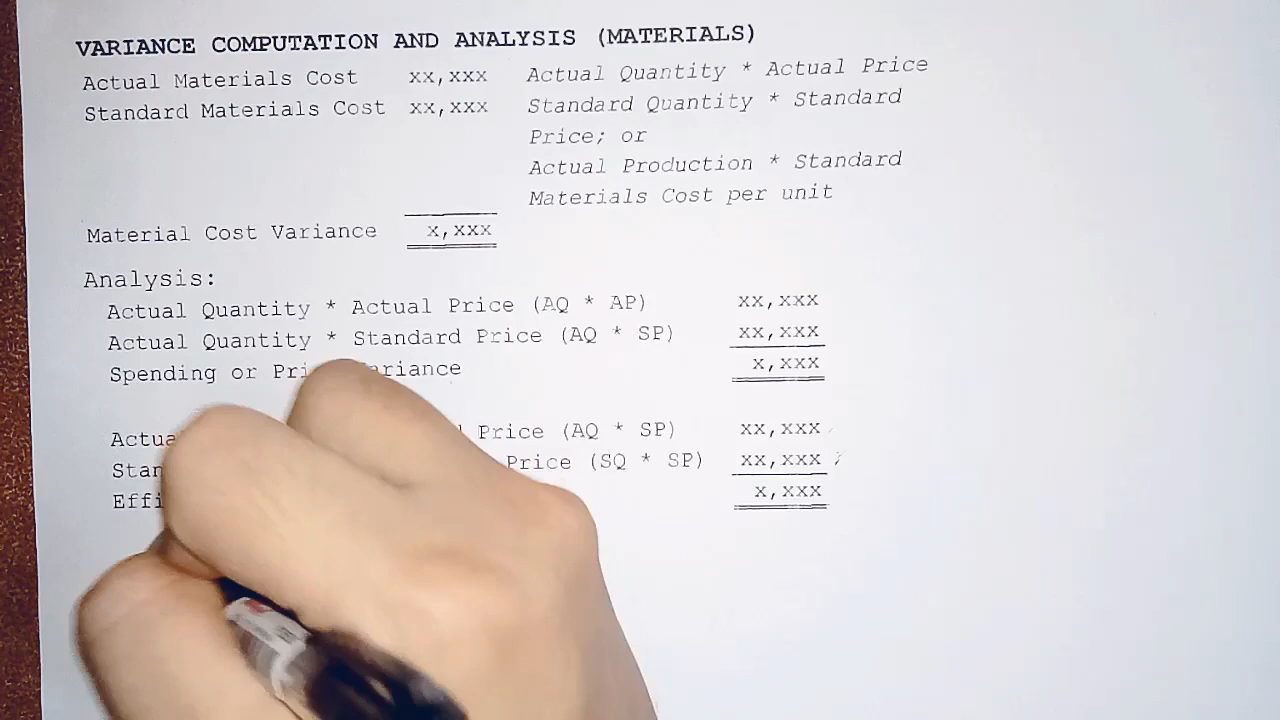 VARIANCE COMPUTATION AND ANALYSIS (MATERIALS)
Actual Materials Cost xx,xxx Actual Quantity * Actual Price
Standard Materials Cost xx,xxx Standard Quantity * Standard
Price; or
Actual Production * Standard
Materials Cost per unit
Material Cost Variance x,xxx
Analysis:
Actual Quantity * Actual Price (AQ * AP) xx,xxx
Actual Quantity * Standard Price (AQ * SP) xx,xxx
Spending or Variance x,xxx
Price (AQ * SP) xx,xxx
Price (SQ * SP) xx,xxx
x,xxx